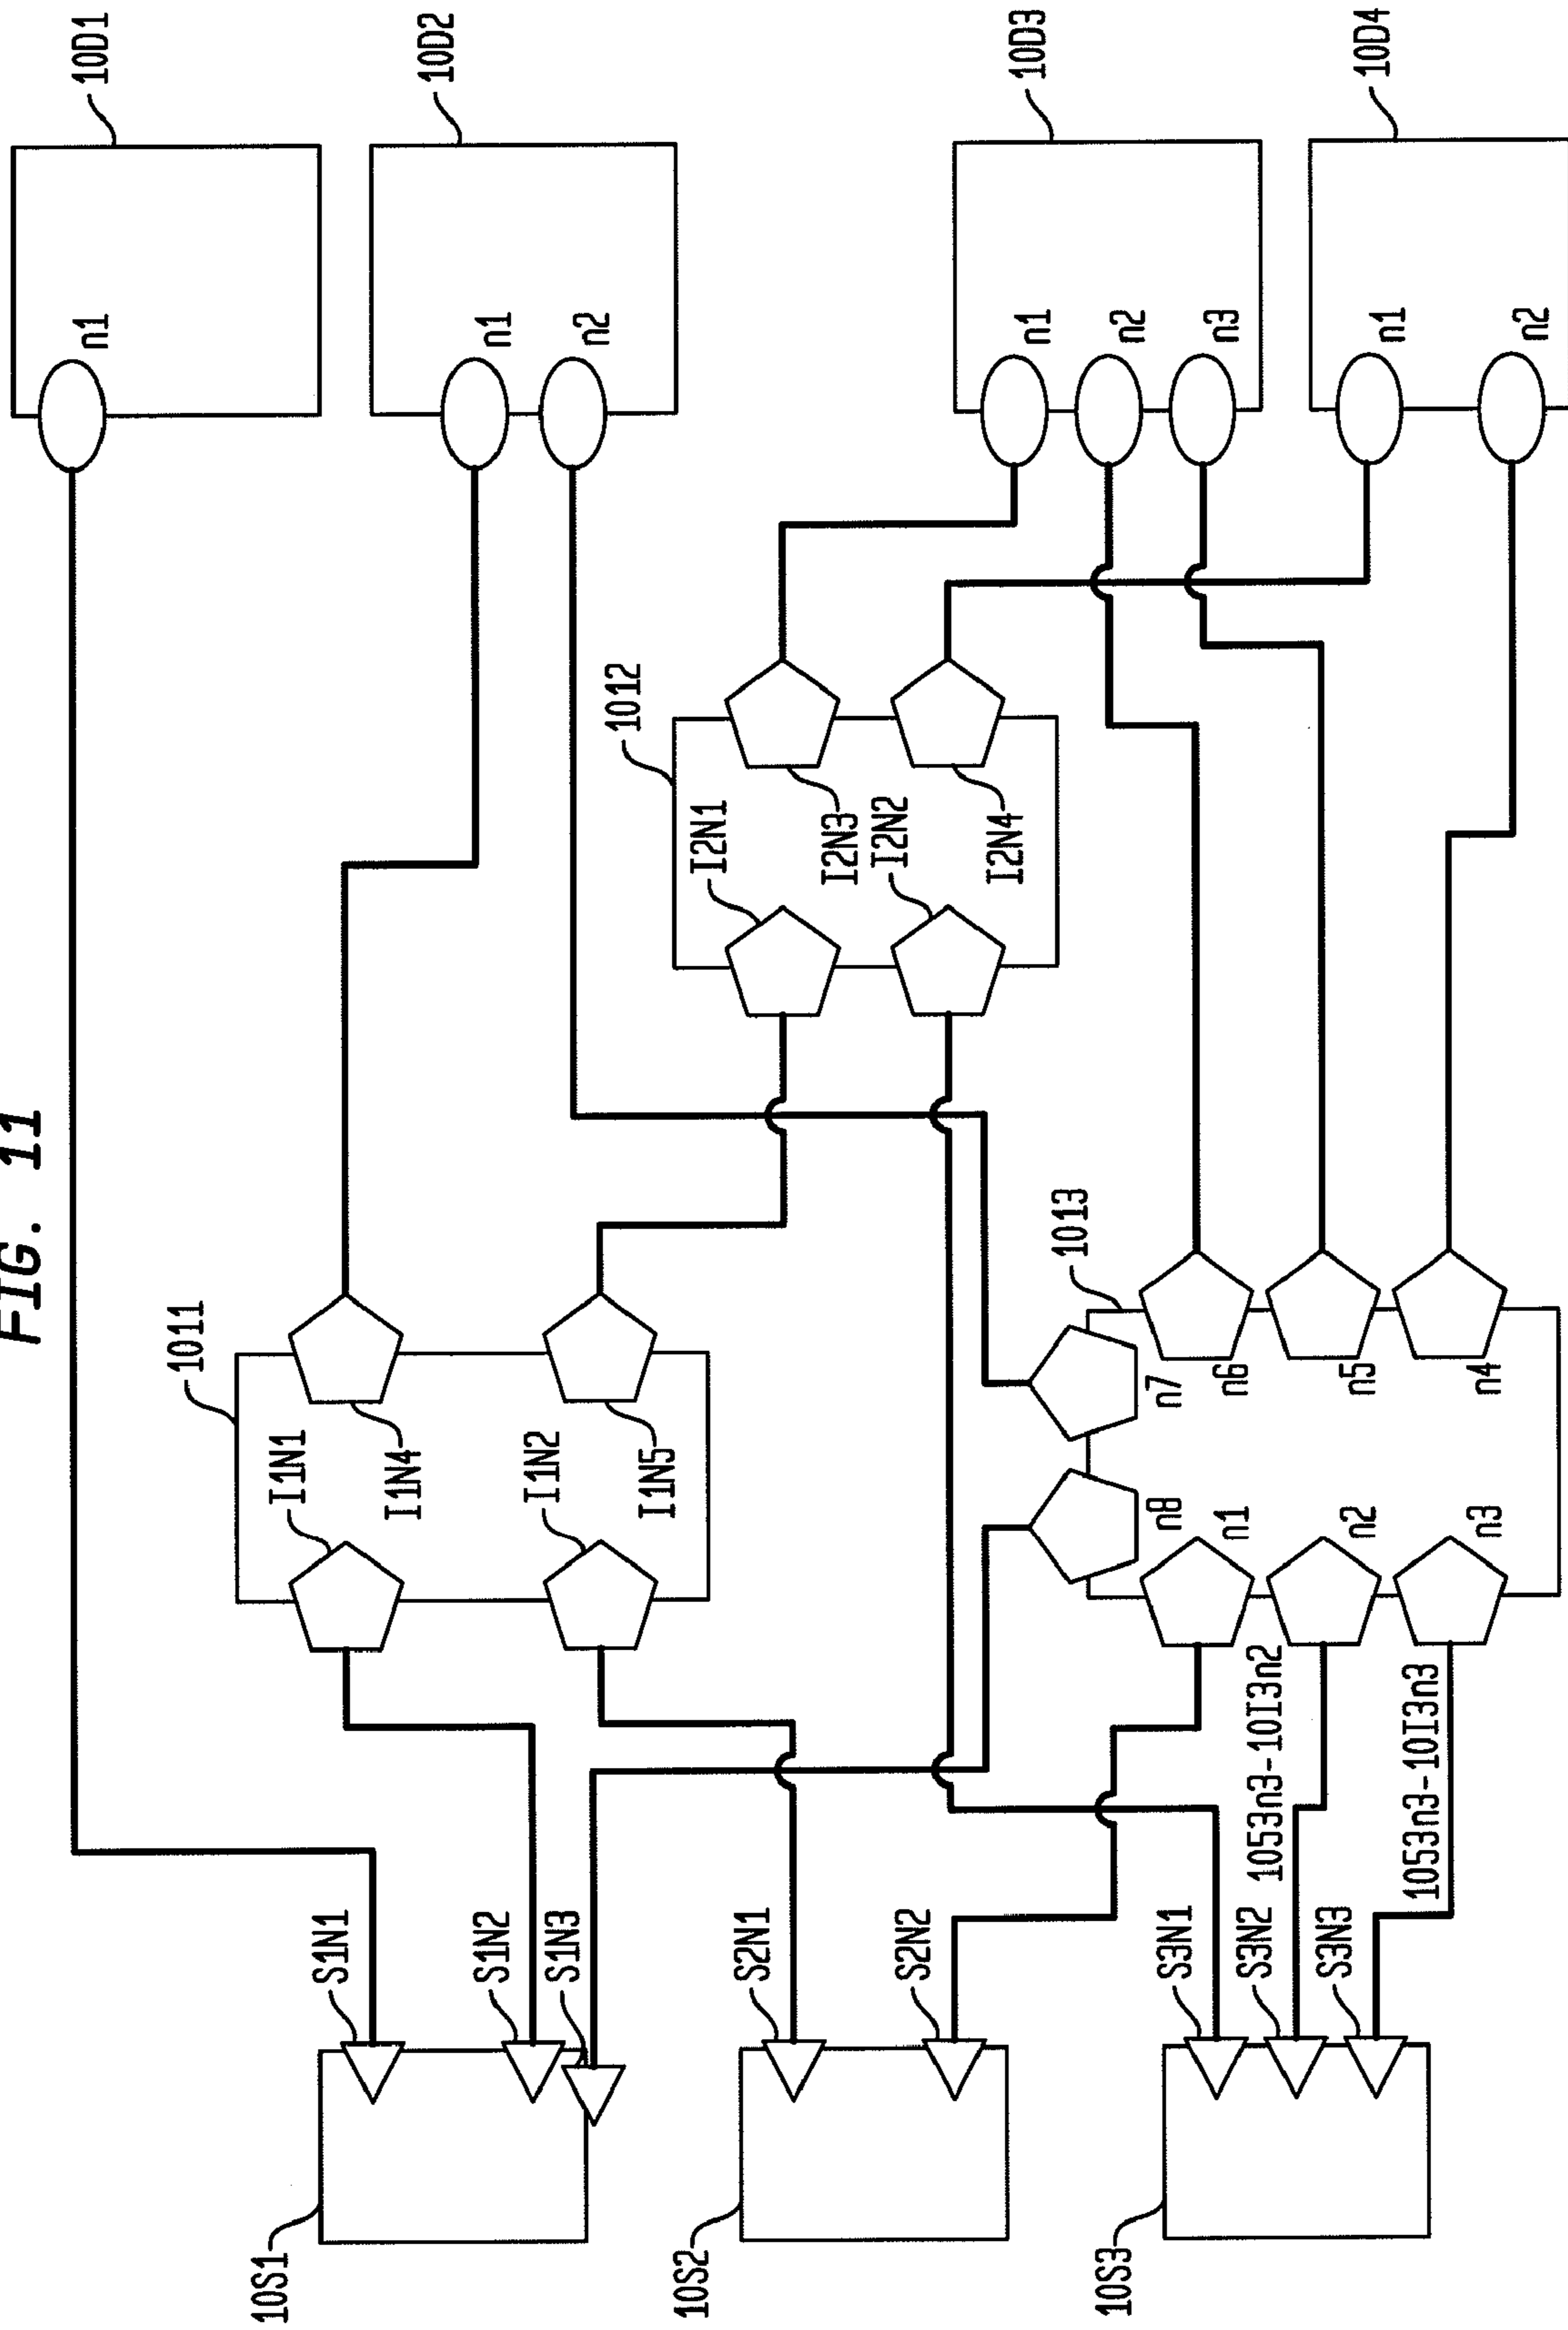 FIG. 11
10S1
S1N1
S1N2
S1N3
10S2
S2N1
S2N2
10S3
S3N1
S3N2
S3N3
1053n3-10I3n2
1053n3-10I3n3
1011
I1N1
I1N4
I1N2
I1N5
1012
I2N1
I2N3
I2N2
I2N4
1013
n8
n7
n1
n6
n2
n5
n3
n4
10D1
n1
10D2
n1
n2
10D3
n1
n2
n3
10D4
n1
n2